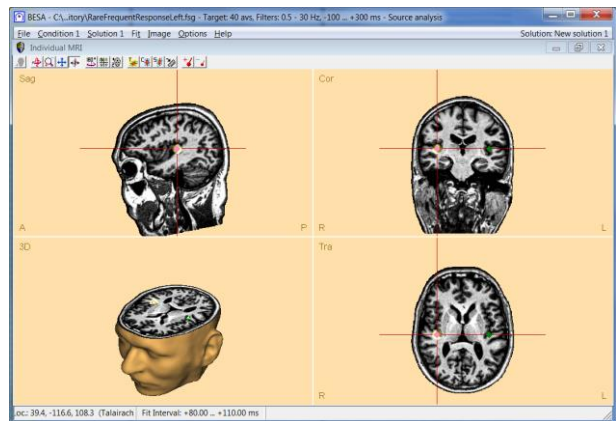 BESA - C:\...itory\RareFrequentResponseLeft.fsg - Target: 40 avs, Filters: 0.5 - 30 Hz, -100 ... +300 ms - Source analysis
File Condition 1 Solution 1 Fit Image Options Help Solution: New solution 1
Individual MRI
Sag Cor
A P R L
3D Tra
R L
Loc.: 39.4, -116.6, 108.3 (Talairach Fit Interval: +80.00 ... +110.00 ms